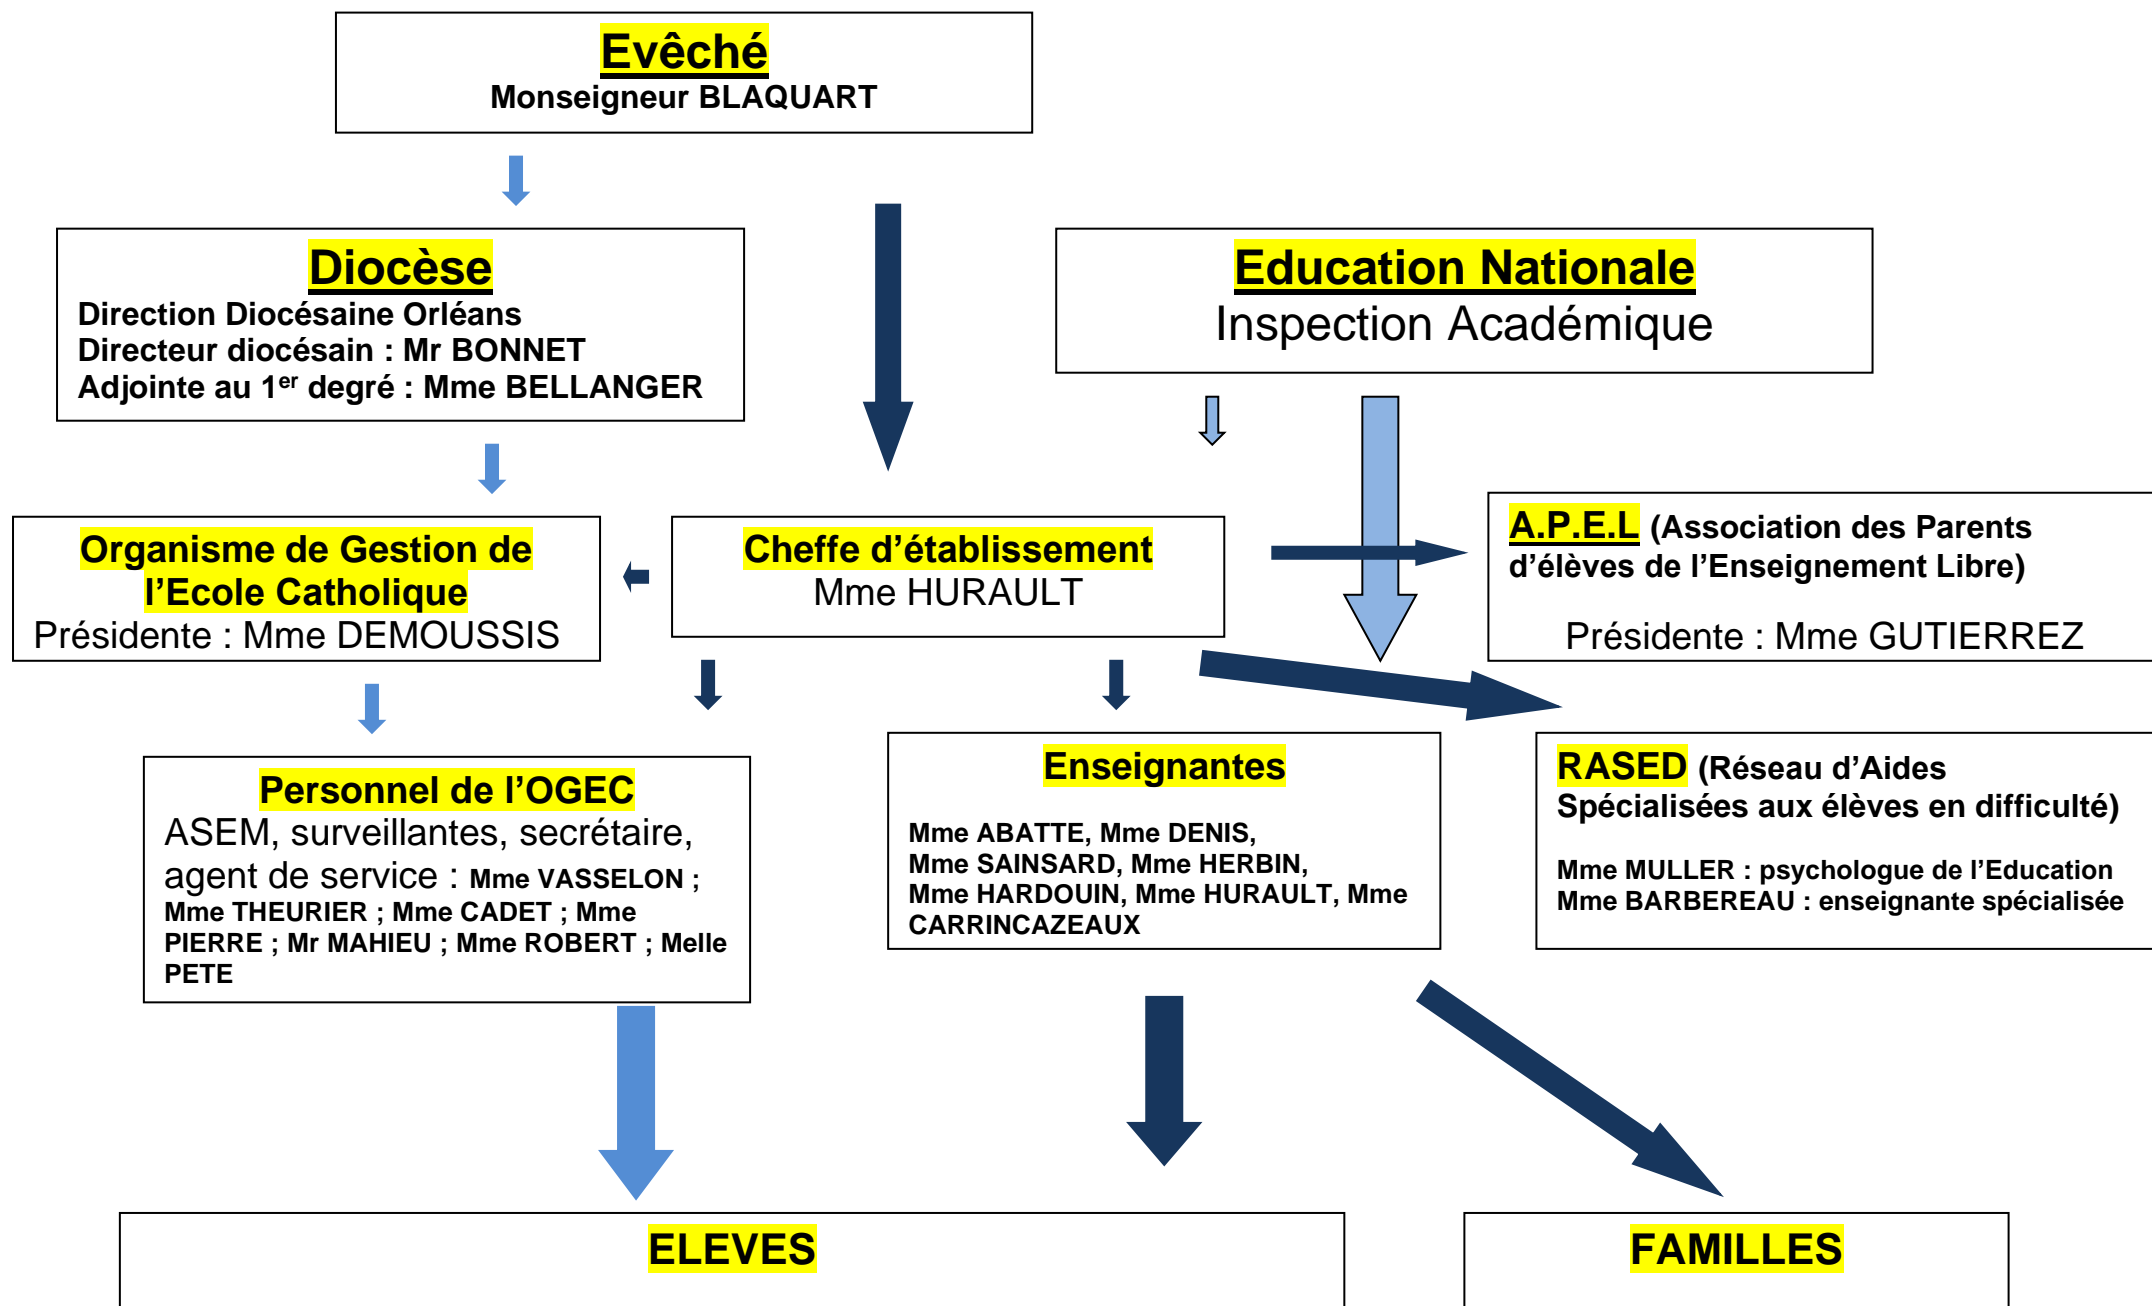 Evêché
Monseigneur BLAQUART
Diocèse
Direction Diocésaine Orléans
Directeur diocésain : Mr BONNET
Adjointe au 1er degré : Mme BELLANGER
Education Nationale
Inspection Académique
Organisme de Gestion de
l’Ecole Catholique
Présidente : Mme DEMOUSSIS
Cheffe d’établissement
Mme HURAULT
A.P.E.L (Association des Parents
d’élèves de l’Enseignement Libre)
Présidente : Mme GUTIERREZ
Personnel de l’OGEC
ASEM, surveillantes, secrétaire,
agent de service : Mme VASSELON ;
Mme THEURIER ; Mme CADET ; Mme
PIERRE ; Mr MAHIEU ; Mme ROBERT ; Melle
PETE
Enseignantes
Mme ABATTE, Mme DENIS,
Mme SAINSARD, Mme HERBIN,
Mme HARDOUIN, Mme HURAULT, Mme
CARRINCAZEAUX
RASED (Réseau d’Aides
Spécialisées aux élèves en difficulté)
Mme MULLER : psychologue de l’Education
Mme BARBEREAU : enseignante spécialisée
ELEVES
FAMILLES